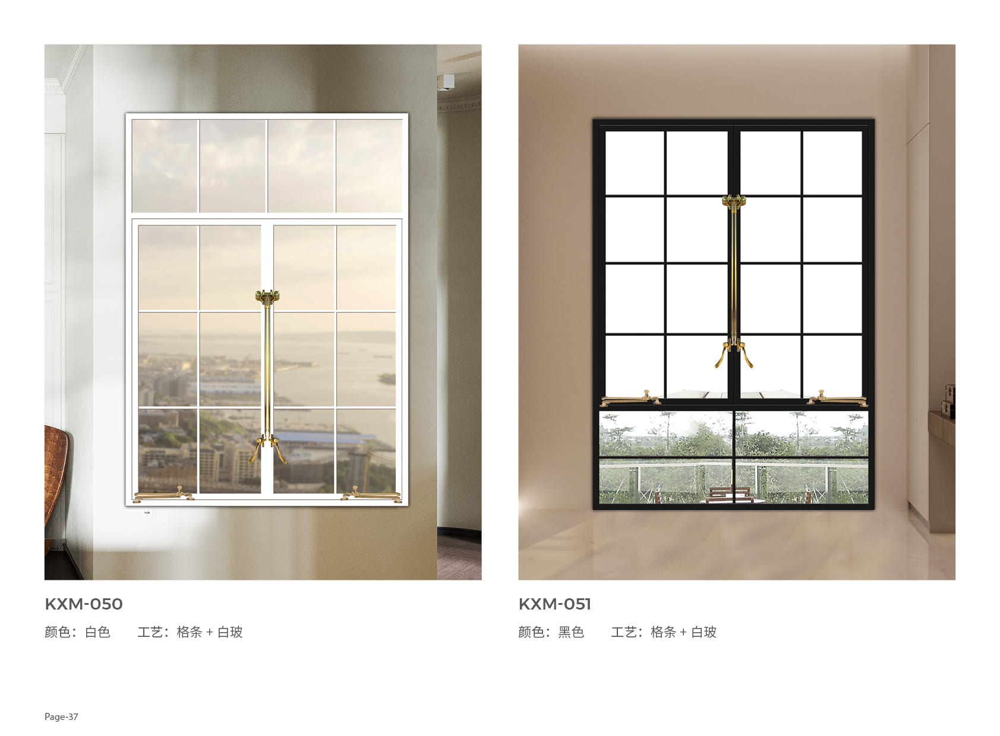 KXM-050
颜色：白色 工艺：格条 + 白玻
KXM-051
颜色：黑色 工艺：格条 + 白玻
Page-37